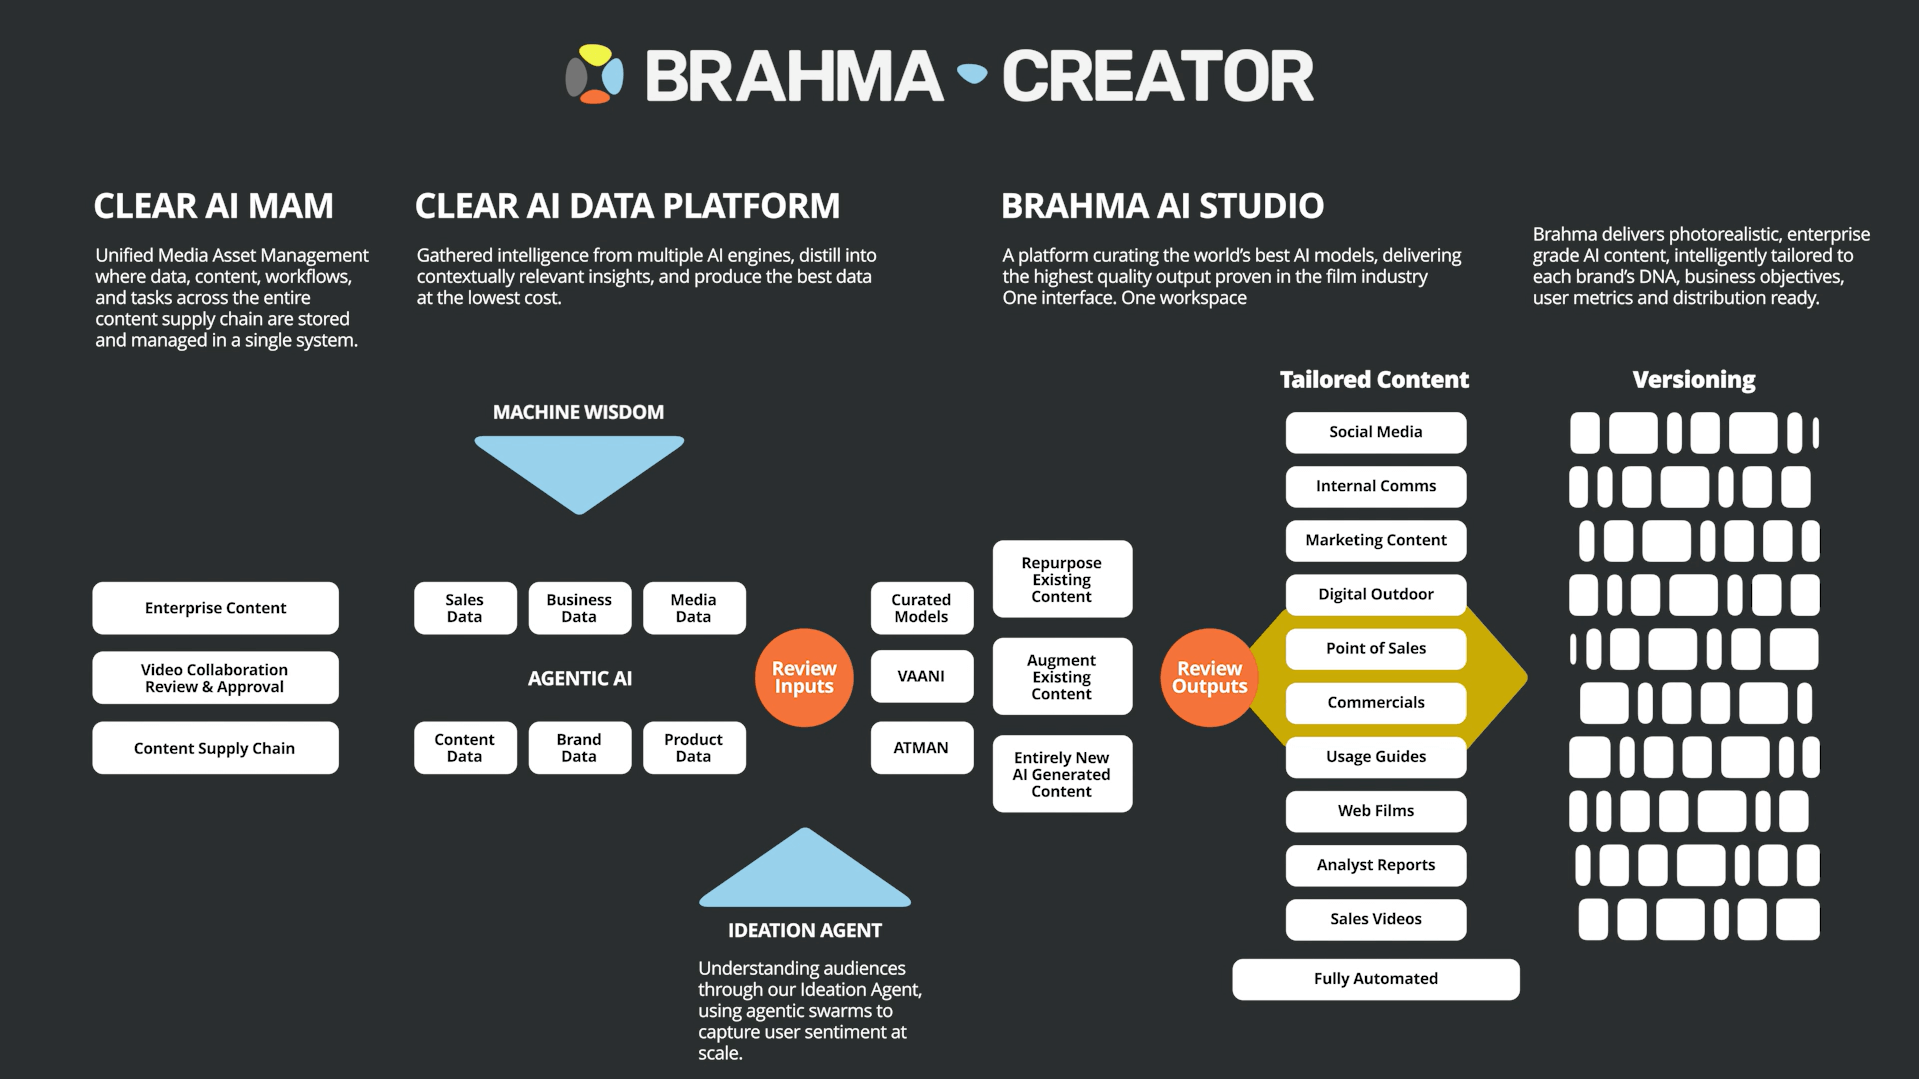 BRAHMA CREATOR
CLEAR AI MAM
Unified Media Asset Management
where data, content, workflows,
and tasks across the entire
content supply chain are stored
and managed in a single system.
CLEAR AI DATA PLATFORM
Gathered intelligence from multiple AI engines, distill into
contextually relevant insights, and produce the best data
at the lowest cost.
BRAHMA AI STUDIO
A platform curating the world's best AI models, delivering
the highest quality output proven in the film industry
One interface. One workspace
Brahma delivers photorealistic, enterprise
grade AI content, intelligently tailored to
each brand's DNA, business objectives,
user metrics and distribution ready.
Enterprise Content
Video Collaboration
Review & Approval
Content Supply Chain
MACHINE WISDOM
Sales
Data
Business
Data
Media
Data
AGENTIC AI
Content
Data
Brand
Data
Product
Data
Review
Inputs
IDEATION AGENT
Understanding audiences
through our Ideation Agent,
using agentic swarms to
capture user sentiment at
scale.
Curated
Models
VAANI
ATMAN
Repurpose
Existing
Content
Augment
Existing
Content
Entirely New
AI Generated
Content
Review
Outputs
Tailored Content
Social Media
Internal Comms
Marketing Content
Digital Outdoor
Point of Sales
Commercials
Usage Guides
Web Films
Analyst Reports
Sales Videos
Fully Automated
Versioning